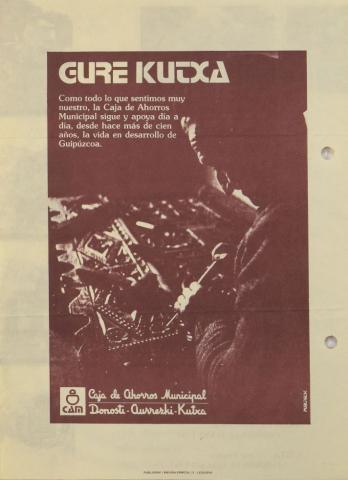 GURE KUTXA
Como todo lo que sentimos muy
nuestro, la Caja de Ahorros
Municipal sigue y apoya día a
día, desde hace más de cien
años, la vida en desarrollo de
Guipúzcoa.
CAM
Caja de Ahorros Municipal
Donosti-Aurrezki-Kutxa